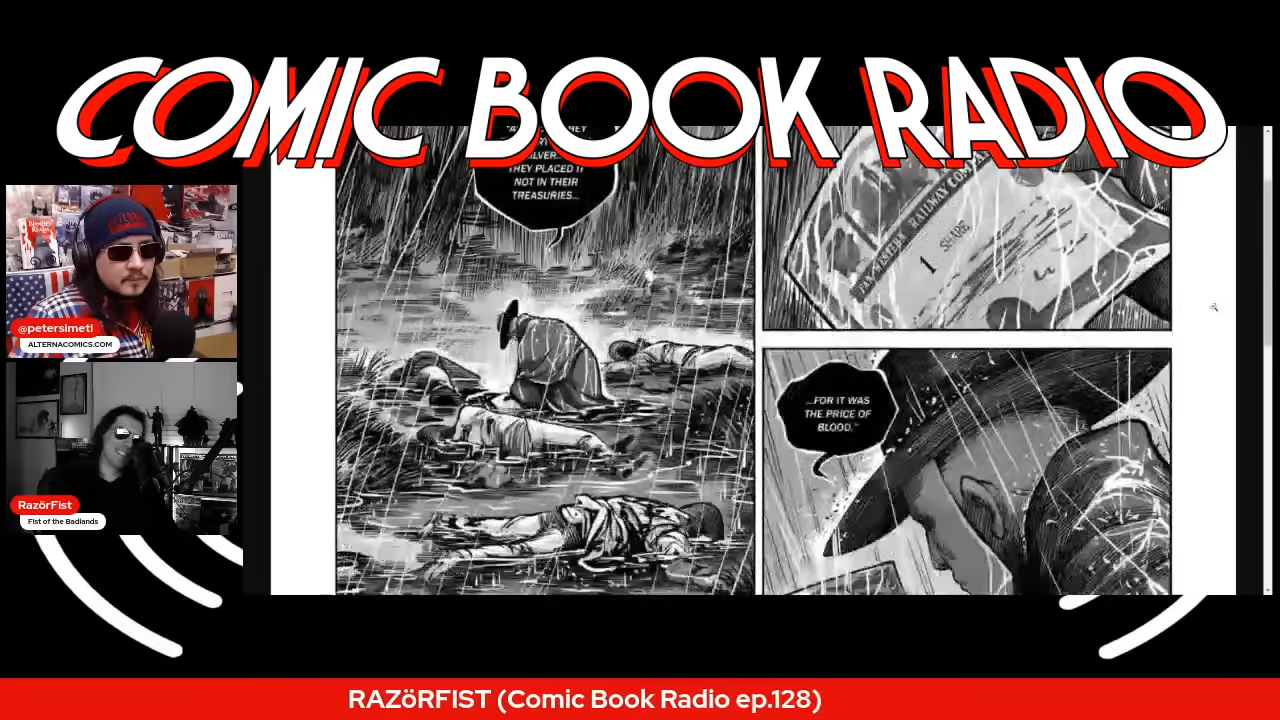 COMIC BOOK RADIO
THEY PLACED IT
NOT IN THEIR
TREASURIES...
RAILWAY
1
SHARE
...FOR IT WAS
THE PRICE OF
BLOOD."
@petersimeti
ALTERNACOMICS.COM
RazörFist
Fist of the Badlands
RAZöRFIST (Comic Book Radio ep.128)